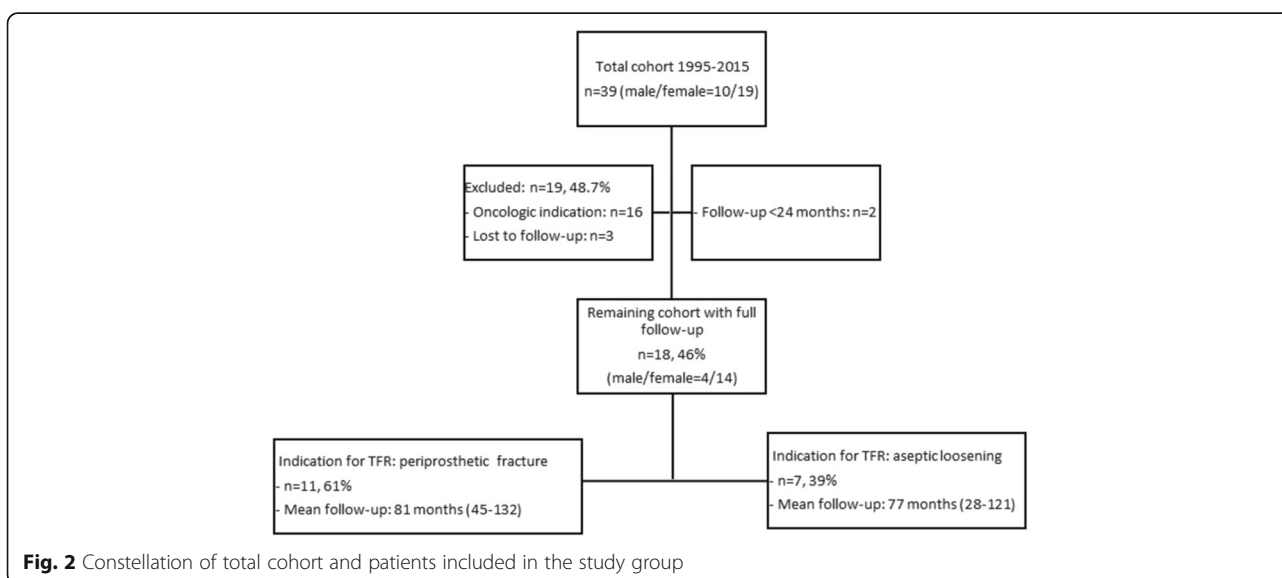 Total cohort 1995-2015
n=39 (male/female=10/19)
Excluded: n=19, 48.7%
- Oncologic indication: n=16
- Lost to follow-up: n=3
- Follow-up <24 months: n=2
Remaining cohort with full
follow-up
n=18, 46%
(male/female=4/14)
Indication for TFR: periprosthetic fracture
- n=11, 61%
- Mean follow-up: 81 months (45-132)
Indication for TFR: aseptic loosening
- n=7, 39%
- Mean follow-up: 77 months (28-121)
Fig. 2 Constellation of total cohort and patients included in the study group